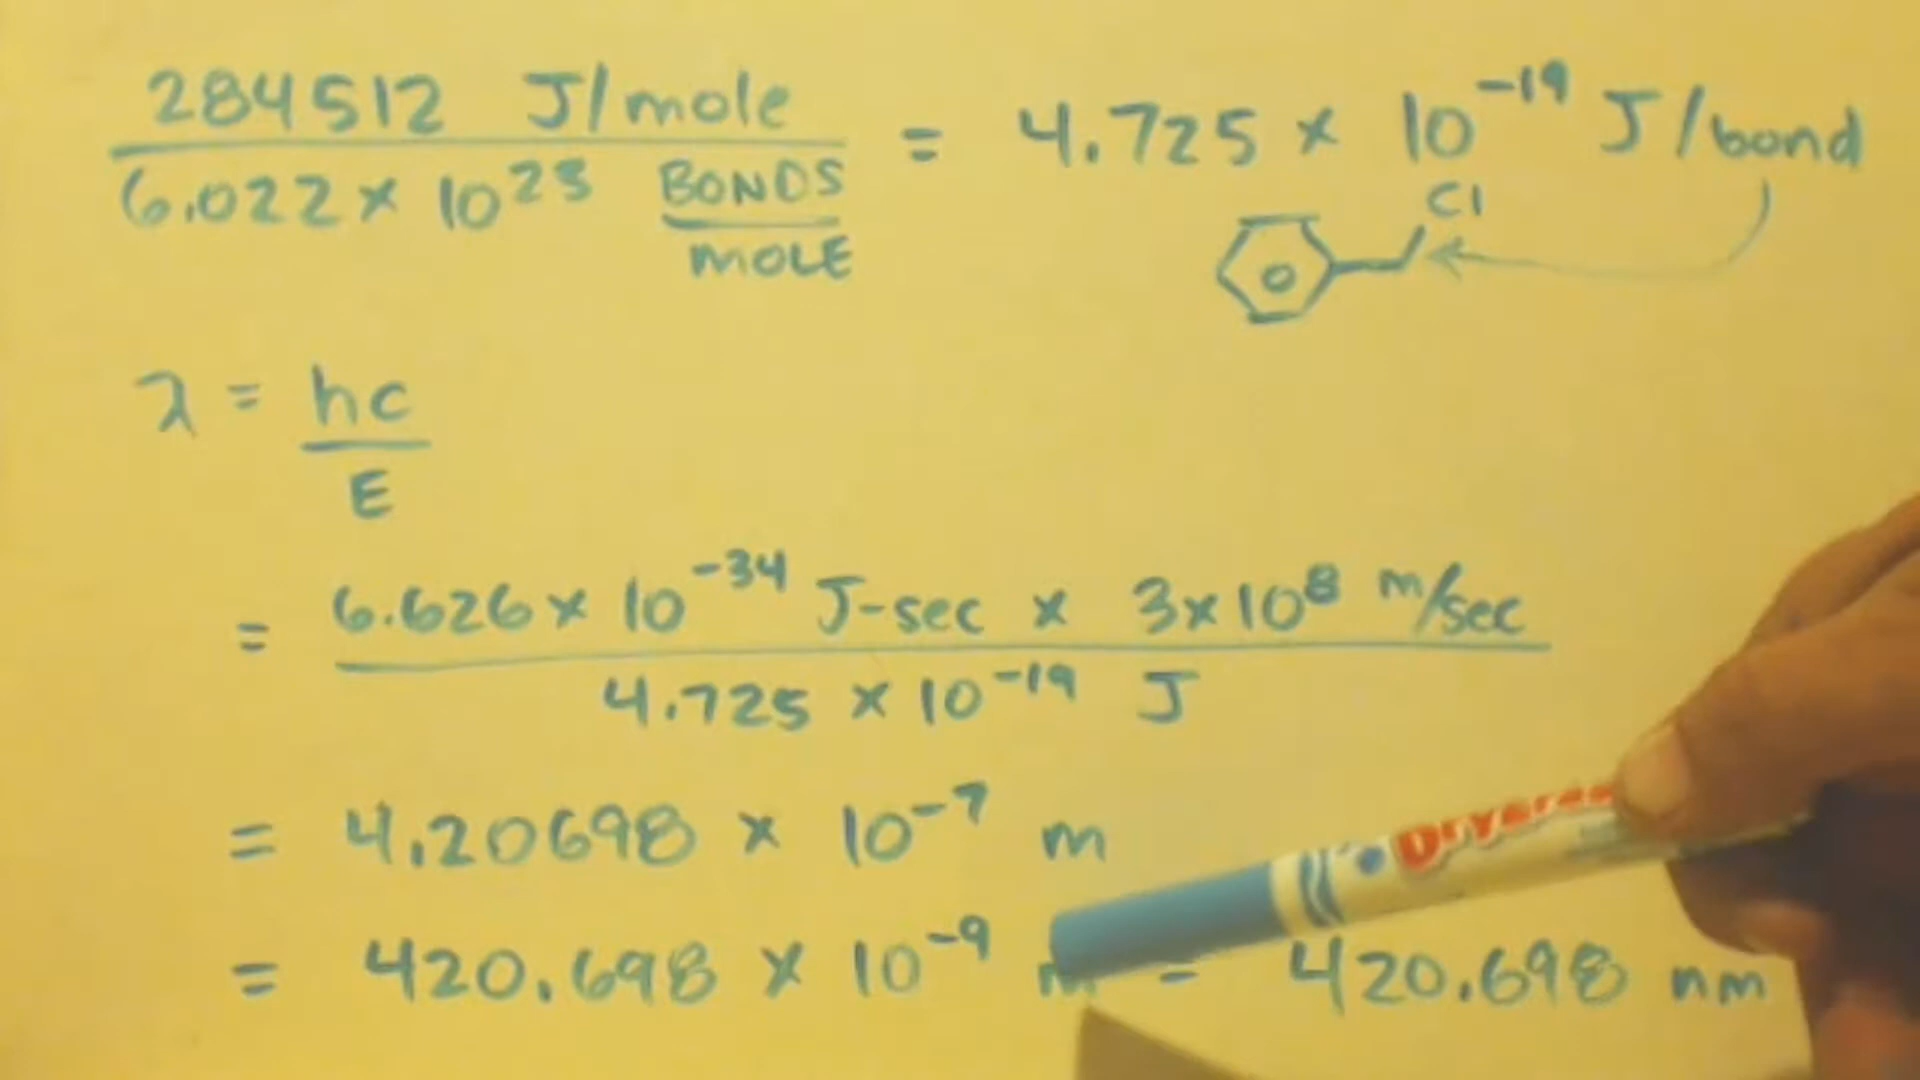 284512 J/mole = 4.725 × 10⁻¹⁹ J/bond
6.022 × 10²³ BONDS
MOLE
Cl
λ = hc
E
= 6.626 × 10⁻³⁴ J-sec × 3×10⁸ m/sec
4.725 × 10⁻¹⁹ J
= 4.20698 × 10⁻⁷ m
= 420.698 × 10⁻⁹ m = 420.698 nm